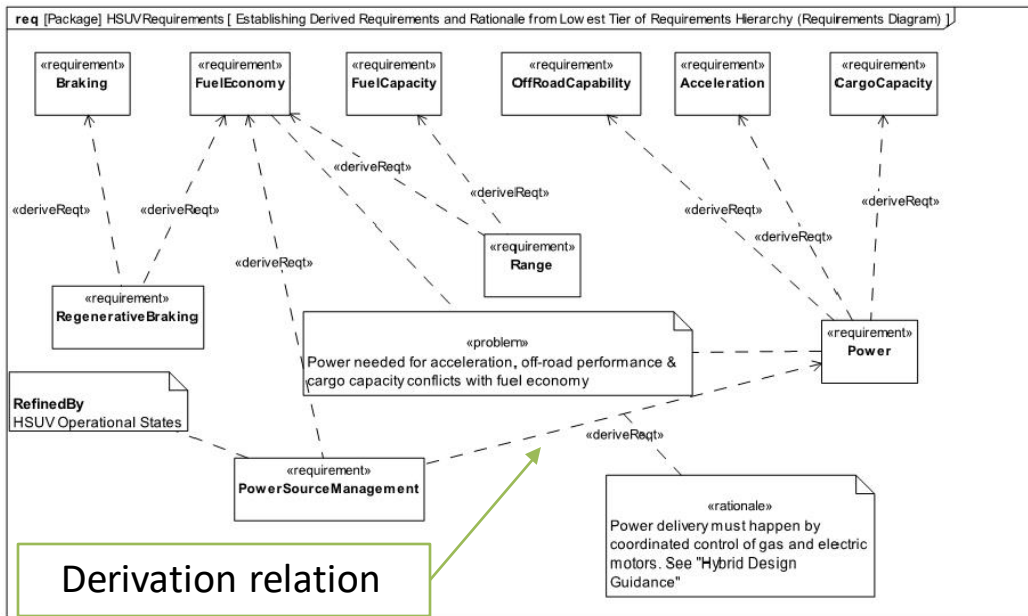 req [Package] HSUVRequirements [ Establishing Derived Requirements and Rationale from Lowest Tier of Requirements Hierarchy (Requirements Diagram) ]
«requirement»
Braking
«requirement»
FuelEconomy
«requirement»
FuelCapacity
«requirement»
OffRoadCapability
«requirement»
Acceleration
«requirement»
CargoCapacity
«deriveReqt»
«deriveReqt»
«deriveReqt»
«deriveReqt»
«deriveReqt»
«deriveReqt»
«deriveReqt»
«deriveReqt»
«requirement»
Range
«deriveReqt»
«requirement»
RegenerativeBraking
«problem»
Power needed for acceleration, off-road performance &
cargo capacity conflicts with fuel economy
«requirement»
Power
RefinedBy
HSUV Operational States
«deriveReqt»
«requirement»
PowerSourceManagement
«rationale»
Power delivery must happen by
coordinated control of gas and electric
motors. See "Hybrid Design
Guidance"
Derivation relation